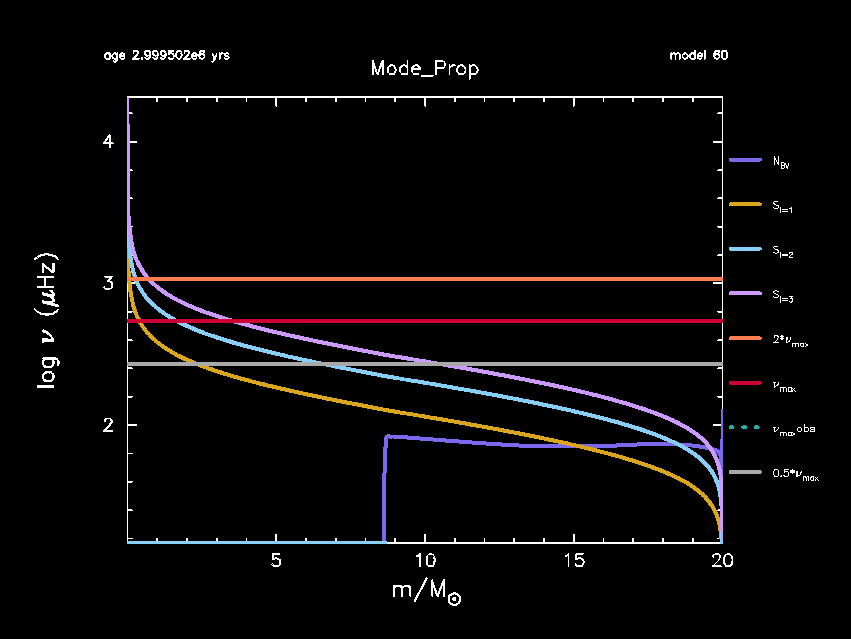 age 2.999502e6 yrs
model 60
Mode_Prop
log ν (μHz)
4
3
2
5
10
15
20
m/M☉
N_BV
S_l=1
S_l=2
S_l=3
2*ν_max
ν_max
ν_max obs
0.5*ν_max